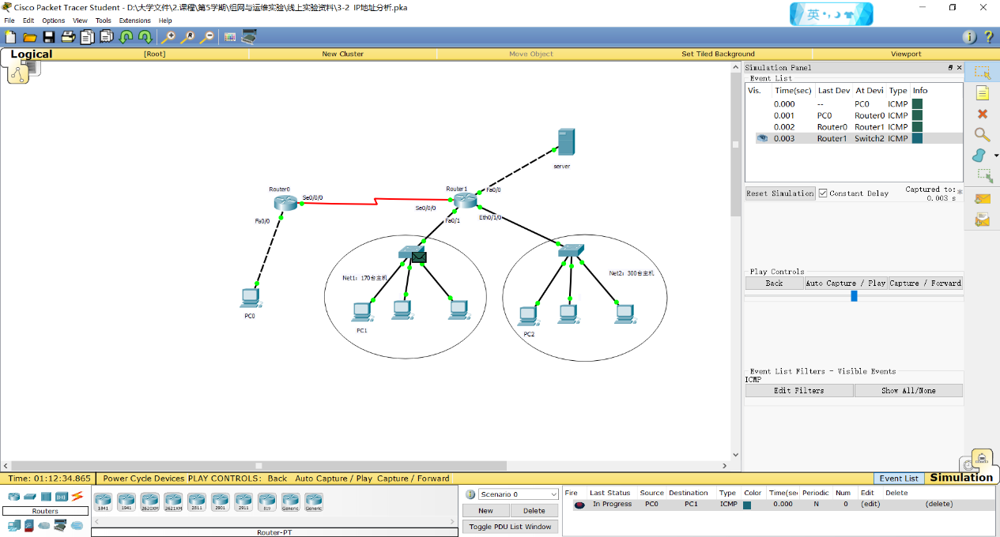 Cisco Packet Tracer Student - D:\大学文件\2.课程\第5学期\组网与运维实验\线上实验资料\3-2 IP地址分析.pka
英
File Edit Options View Tools Extensions Help
Logical [Root] New Cluster Move Object Set Tiled Background Viewport
Simulation Panel
Event List
Vis. Time(sec) Last Dev At Devi Type Info
0.000 -- PC0 ICMP
0.001 PC0 Router0 ICMP
0.002 Router0 Router1 ICMP
0.003 Router1 Switch2 ICMP
Reset Simulation Constant Delay Captured to: *
0.003 s
Play Controls
Back Auto Capture / Play Capture / Forward
Event List Filters - Visible Events
ICMP
Edit Filters Show All/None
server
Router0
Se0/0/0
Fa0/0
Router1
Fa0/0
Se0/0/0
Fa0/1
Eth0/1/0
Net1：170台主机
Net2：300台主机
PC0
PC1
PC2
Time: 01:12:34.865 Power Cycle Devices PLAY CONTROLS: Back Auto Capture / Play Capture / Forward
Event List Simulation
Routers
1841 1941 2620XM 2621XM 2811 2901 2911 819 Generic Generic
Router-PT
Scenario 0
New Delete
Toggle PDU List Window
Fire Last Status Source Destination Type Color Time(sec Periodic Num Edit Delete
In Progress PC0 PC1 ICMP 0.000 N 0 (edit) (delete)